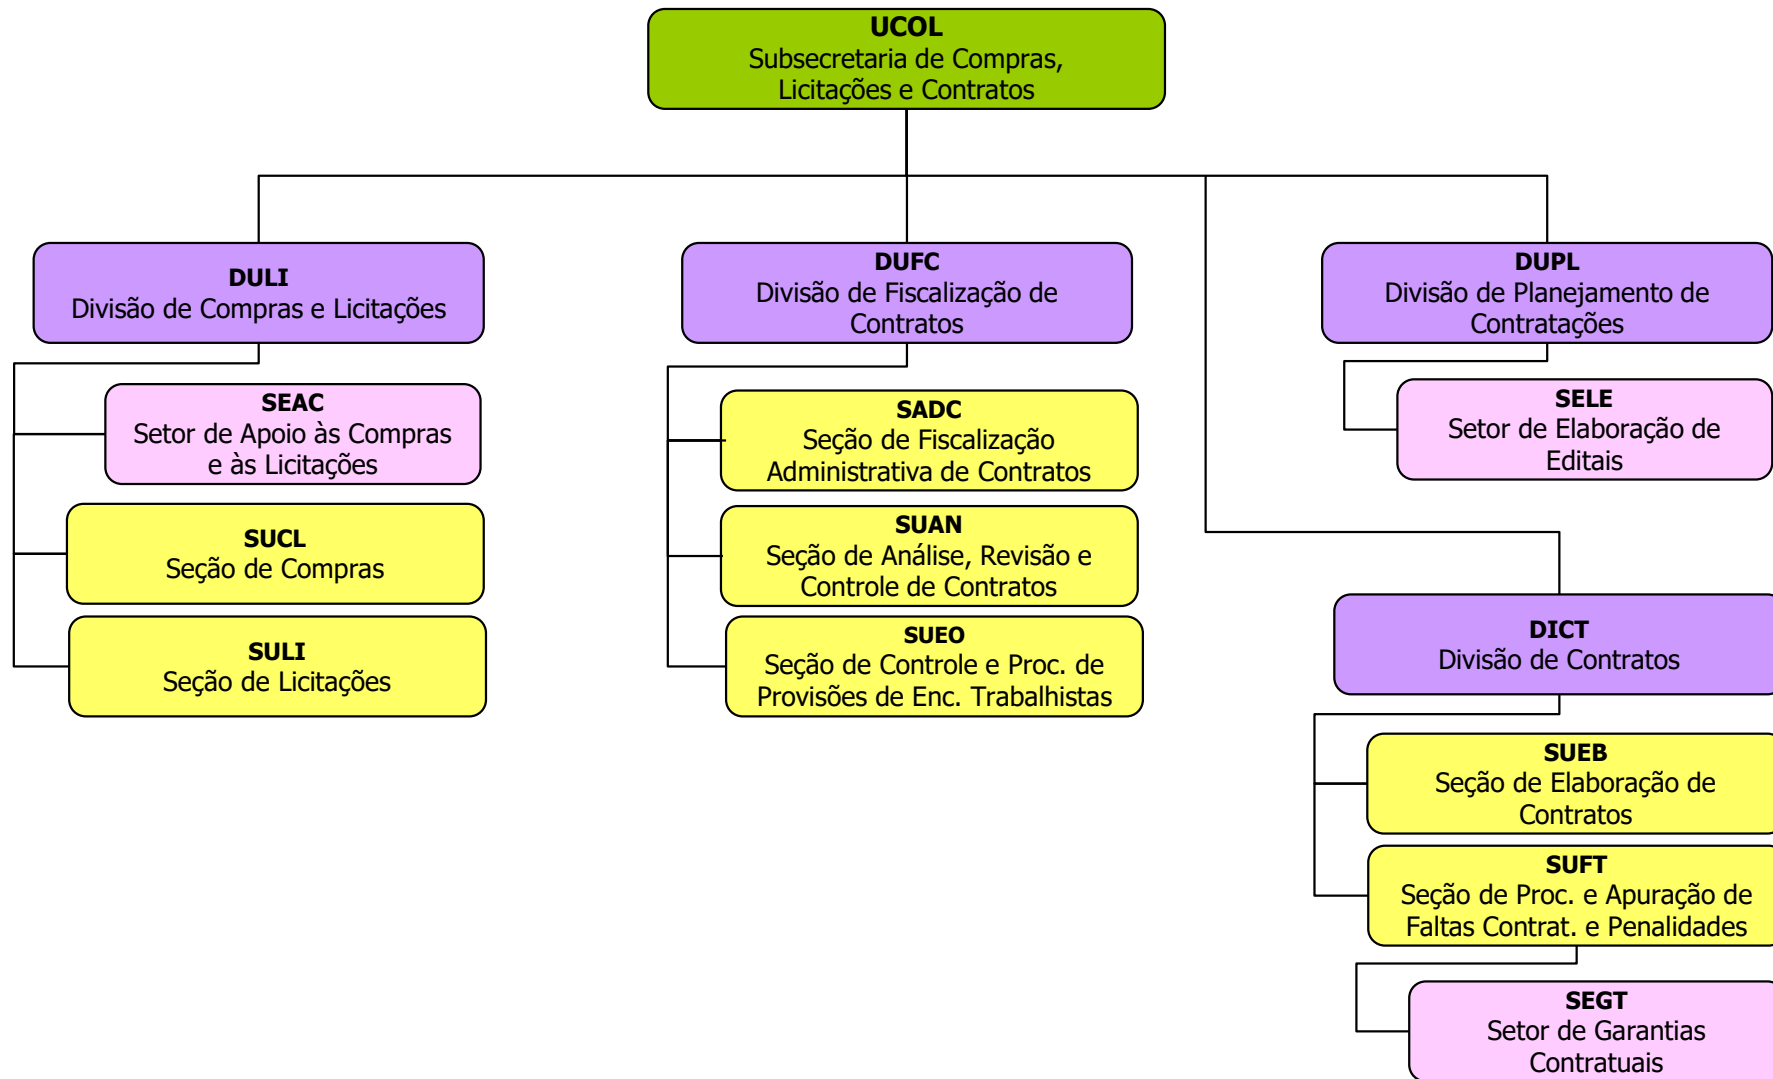 UCOL
Subsecretaria de Compras,
Licitações e Contratos
DULI
Divisão de Compras e Licitações
SEAC
Setor de Apoio às Compras
e às Licitações
SUCL
Seção de Compras
SULI
Seção de Licitações
DUFC
Divisão de Fiscalização de
Contratos
SADC
Seção de Fiscalização
Administrativa de Contratos
SUAN
Seção de Análise, Revisão e
Controle de Contratos
SUEO
Seção de Controle e Proc. de
Provisões de Enc. Trabalhistas
DUPL
Divisão de Planejamento de
Contratações
SELE
Setor de Elaboração de
Editais
DICT
Divisão de Contratos
SUEB
Seção de Elaboração de
Contratos
SUFT
Seção de Proc. e Apuração de
Faltas Contrat. e Penalidades
SEGT
Setor de Garantias
Contratuais